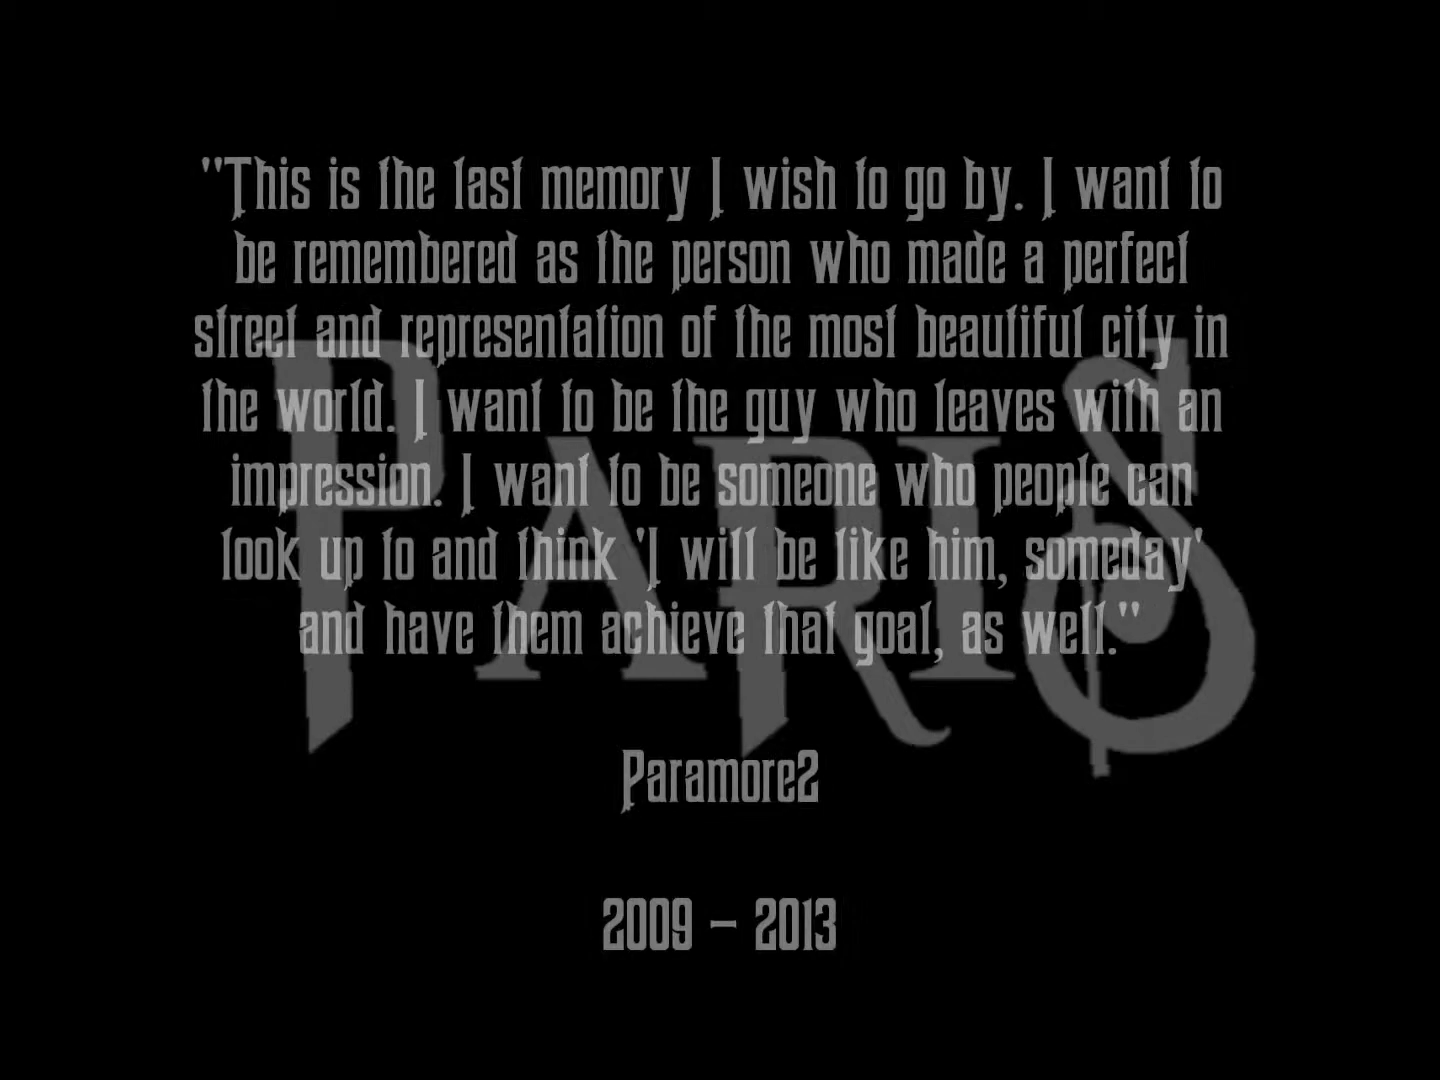 "This is the last memory I wish to go by. I want to
be remembered as the person who made a perfect
street and representation of the most beautiful city in
the world. I want to be the guy who leaves with an
impression. I want to be someone who people can
look up to and think 'I will be like him, someday'
and have them achieve that goal, as well."
PARIS
Paramore2
2009 - 2013